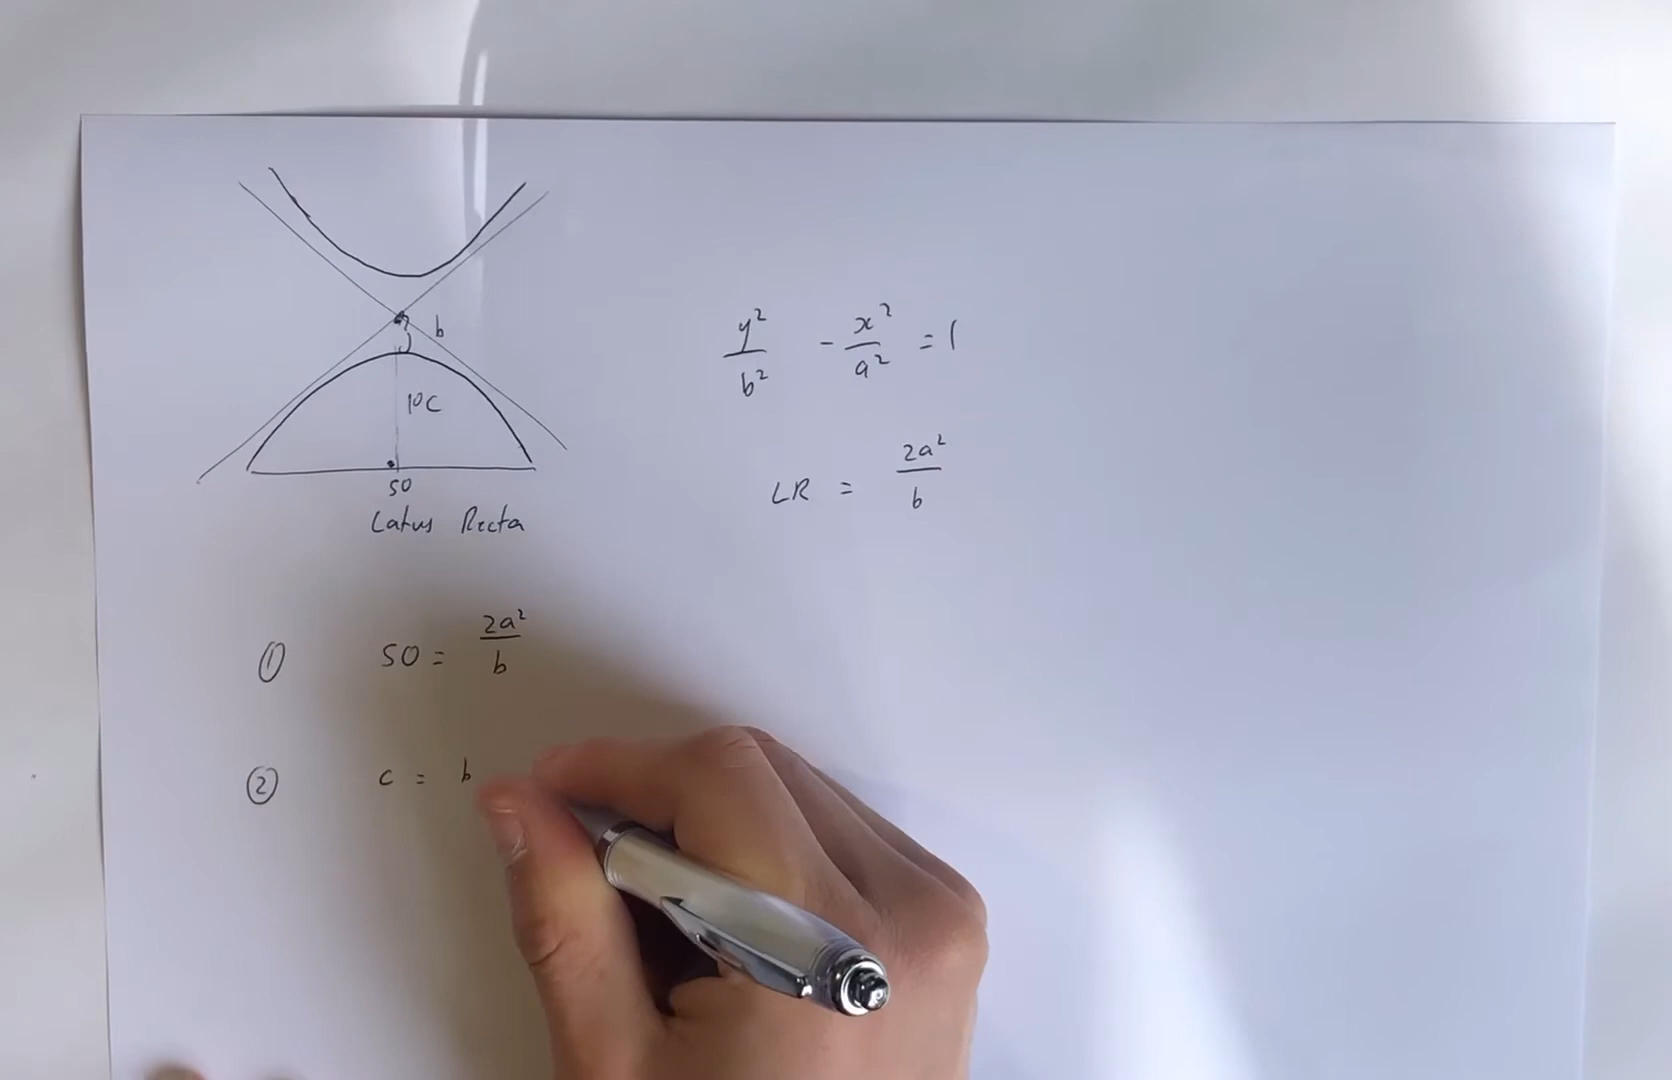 b
10C
50
Latus Recta
y² / b² - x² / a² = 1
LR = 2a² / b
① 50 = 2a² / b
② c = b